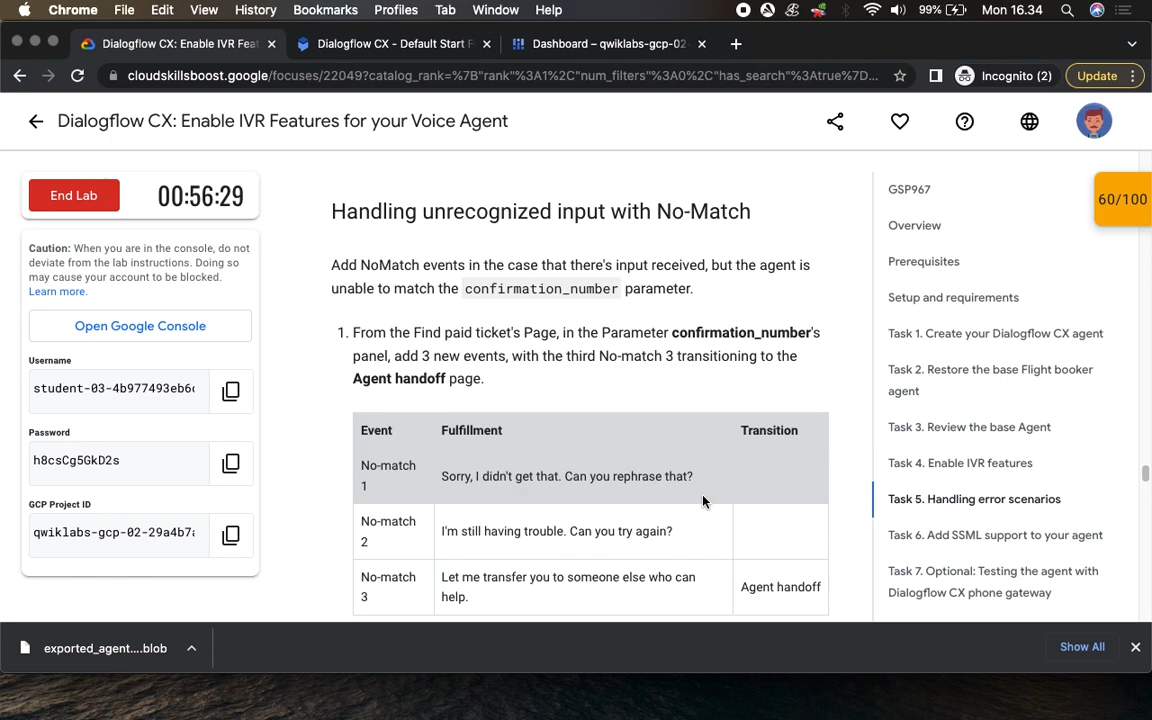 Chrome File Edit View History Bookmarks Profiles Tab Window Help 99% Mon 16.34
Dialogflow CX: Enable IVR Feat Dialogflow CX - Default Start F Dashboard – qwiklabs-gcp-02-
cloudskillsboost.google/focuses/22049?catalog_rank=%7B"rank"%3A1%2C"num_filters"%3A0%2C"has_search"%3Atrue%7D... Incognito (2) Update
Dialogflow CX: Enable IVR Features for your Voice Agent
End Lab 00:56:29
Caution: When you are in the console, do not
deviate from the lab instructions. Doing so
may cause your account to be blocked.
Learn more.
Open Google Console
Username
student-03-4b977493eb6c
Password
h8csCg5GkD2s
GCP Project ID
qwiklabs-gcp-02-29a4b7a
Handling unrecognized input with No-Match
Add NoMatch events in the case that there's input received, but the agent is
unable to match the confirmation_number parameter.
1. From the Find paid ticket's Page, in the Parameter confirmation_number's
panel, add 3 new events, with the third No-match 3 transitioning to the
Agent handoff page.
Event Fulfillment Transition
No-match
1
Sorry, I didn't get that. Can you rephrase that?
No-match
2
I'm still having trouble. Can you try again?
No-match
3
Let me transfer you to someone else who can
help.
Agent handoff
GSP967
60/100
Overview
Prerequisites
Setup and requirements
Task 1. Create your Dialogflow CX agent
Task 2. Restore the base Flight booker
agent
Task 3. Review the base Agent
Task 4. Enable IVR features
Task 5. Handling error scenarios
Task 6. Add SSML support to your agent
Task 7. Optional: Testing the agent with
Dialogflow CX phone gateway
exported_agent....blob
Show All